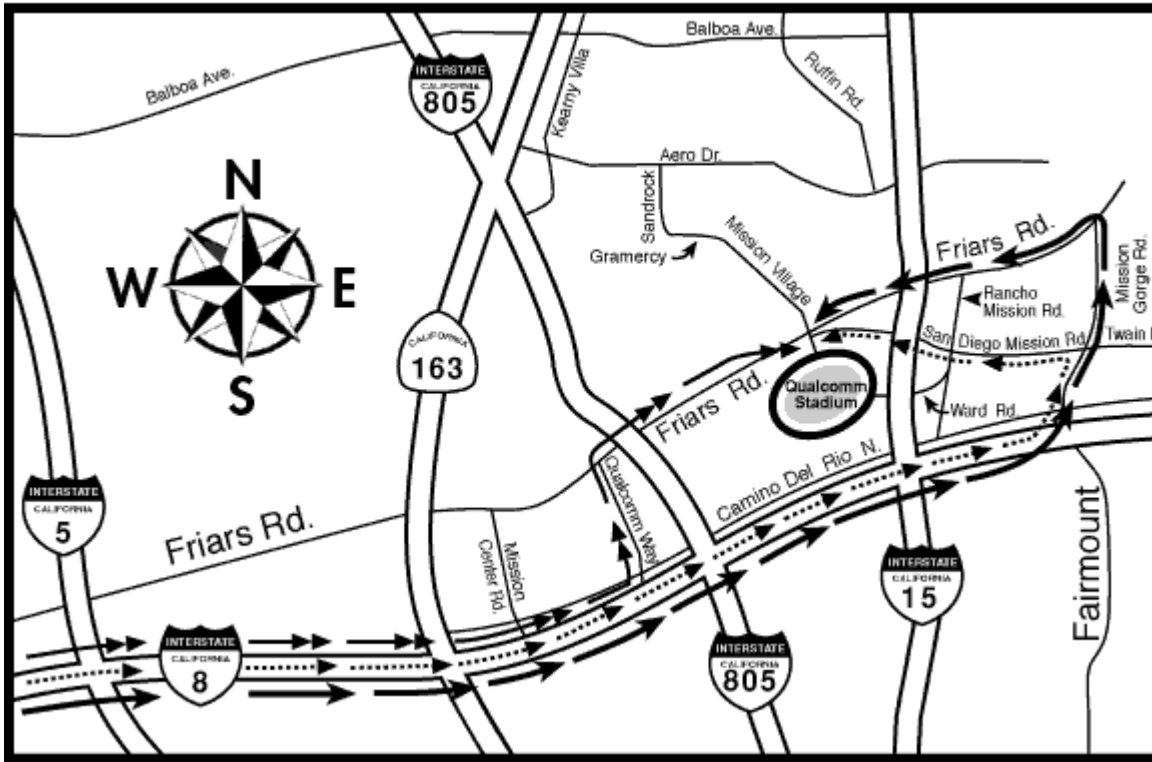 Balboa Ave.
Balboa Ave.
INTERSTATE
CALIFORNIA
805
Kearny Villa
Ruffin Rd.
Aero Dr.
Sandrock
Gramercy
Mission Village
N
W
E
S
Friars Rd.
Mission
Gorge Rd.
Rancho
Mission Rd.
San Diego Mission Rd.
Twain
CALIFORNIA
163
Qualcomm
Stadium
Friars Rd.
Ward Rd.
Camino Del Rio N.
INTERSTATE
CALIFORNIA
5
Friars Rd.
Qualcomm Way
Mission
Center Rd.
INTERSTATE
CALIFORNIA
15
Fairmount
INTERSTATE
CALIFORNIA
8
INTERSTATE
CALIFORNIA
805